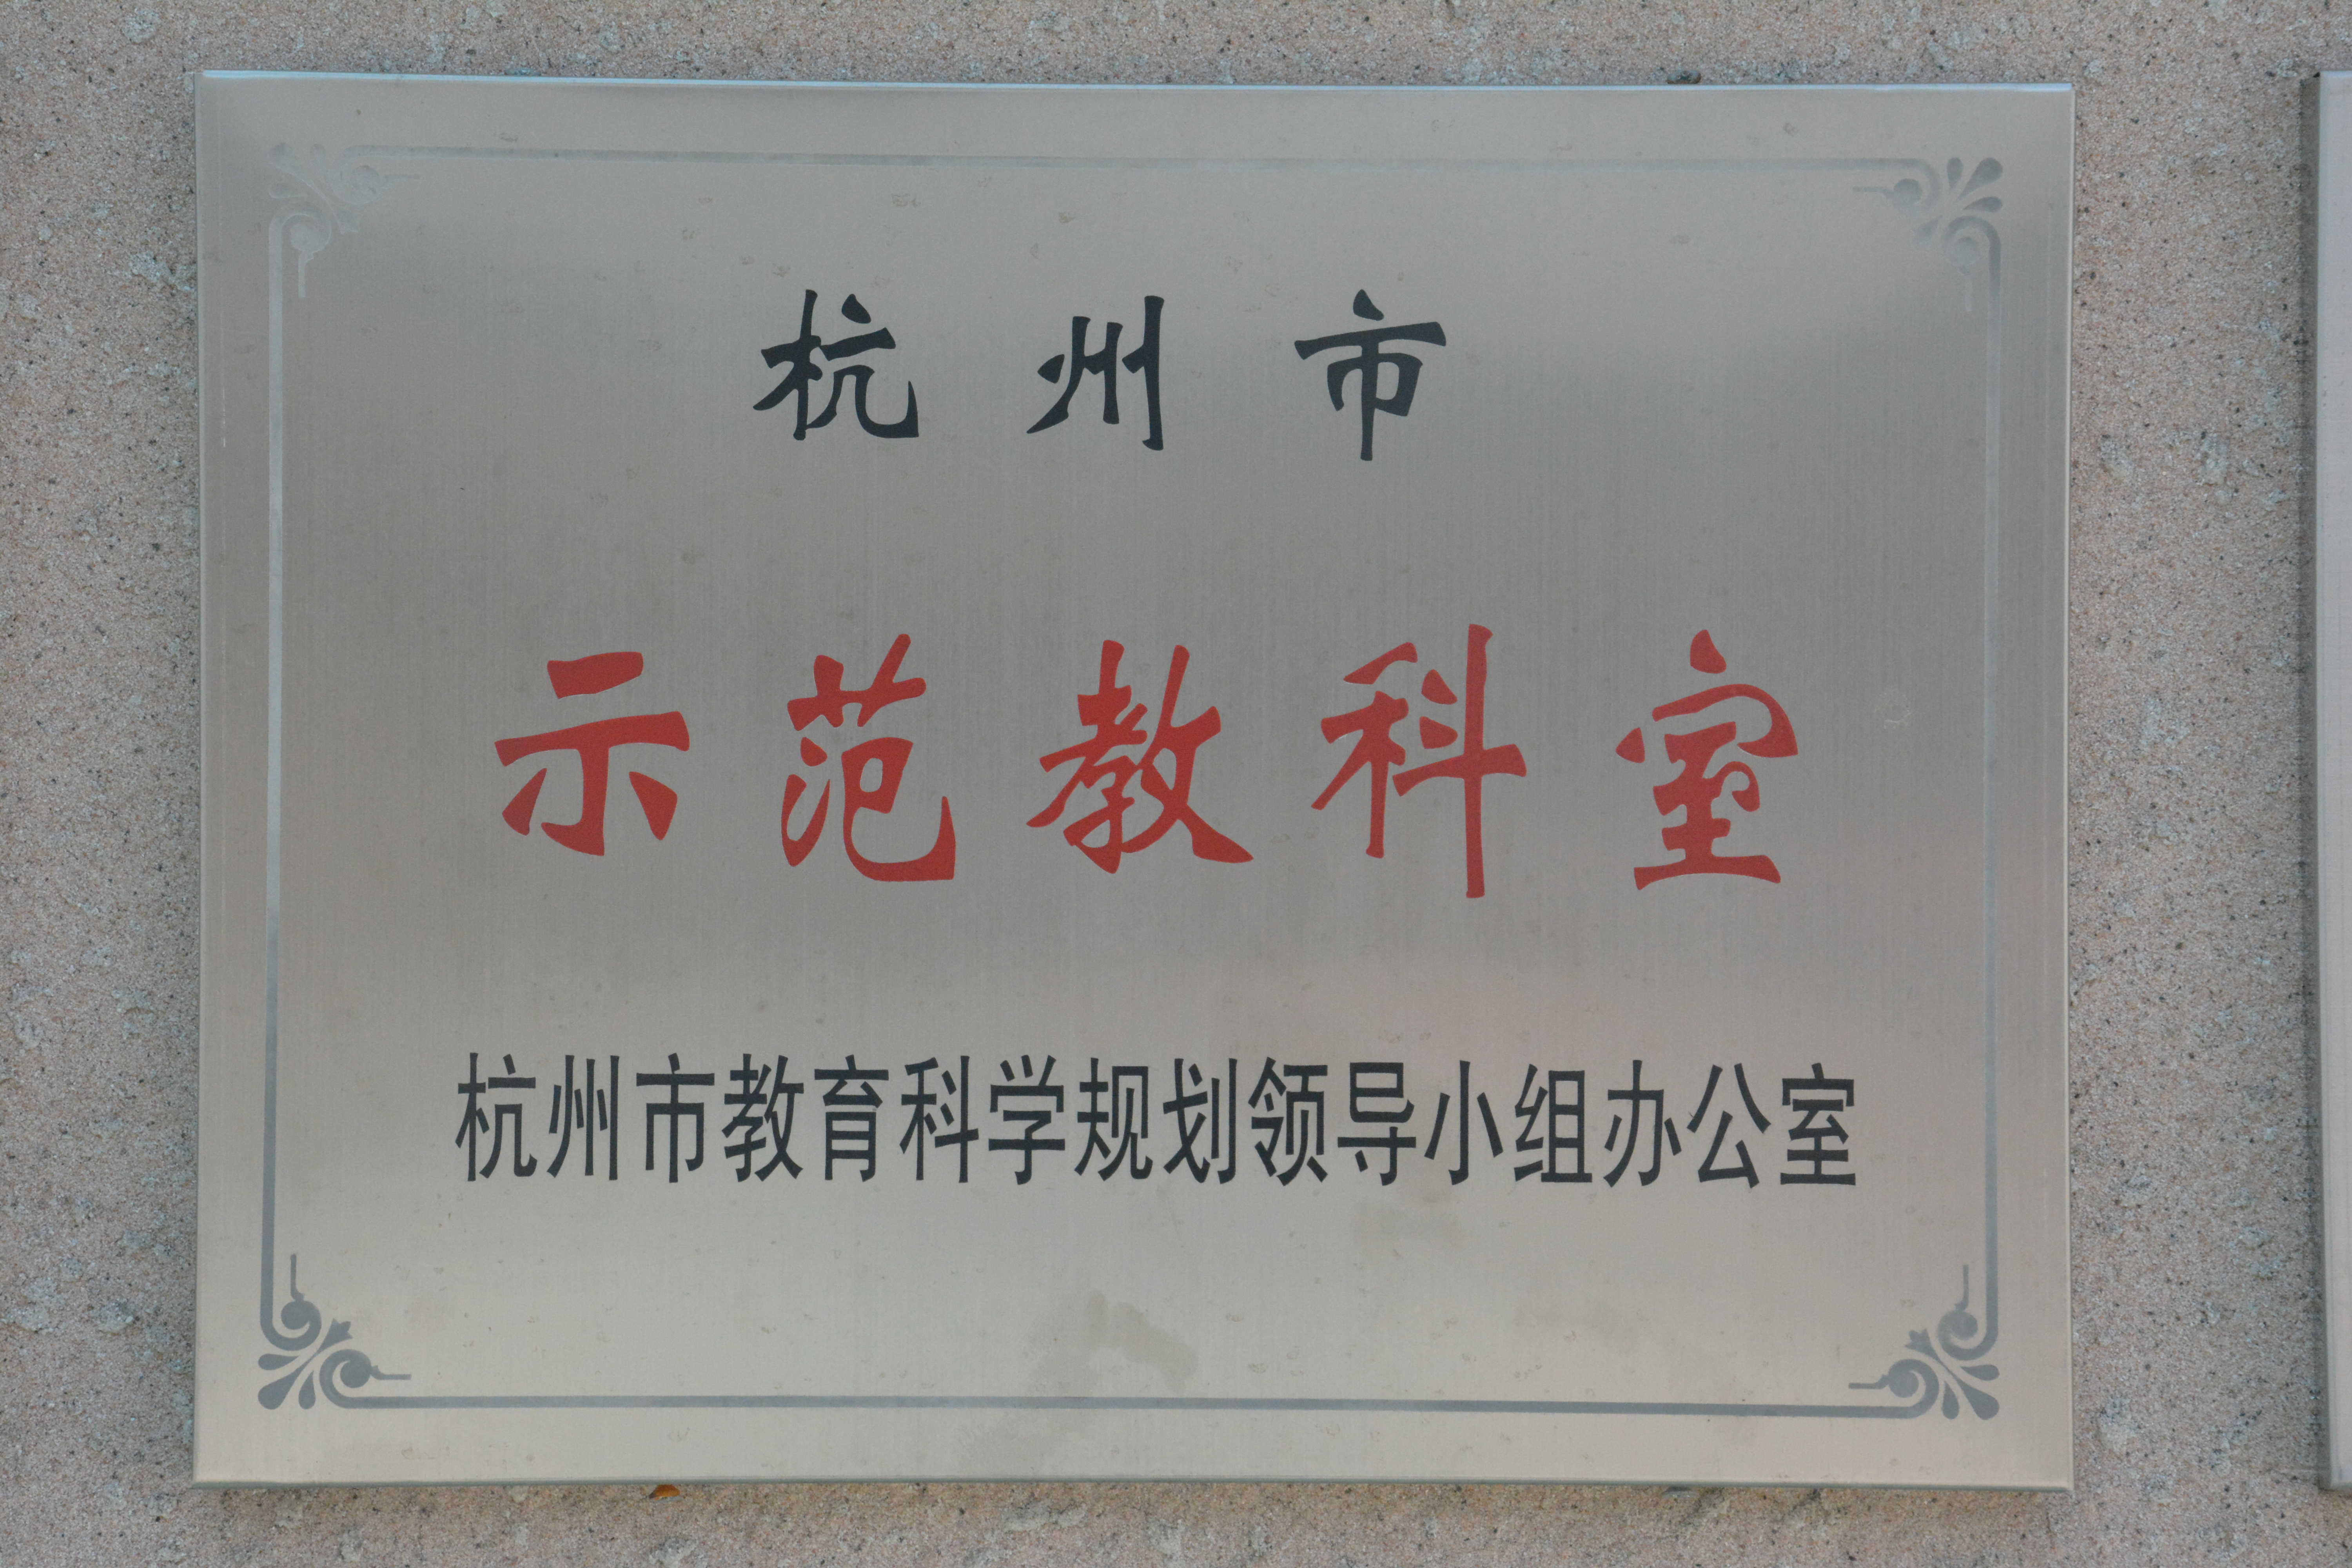 杭州市
示范教科室
杭州市教育科学规划领导小组办公室